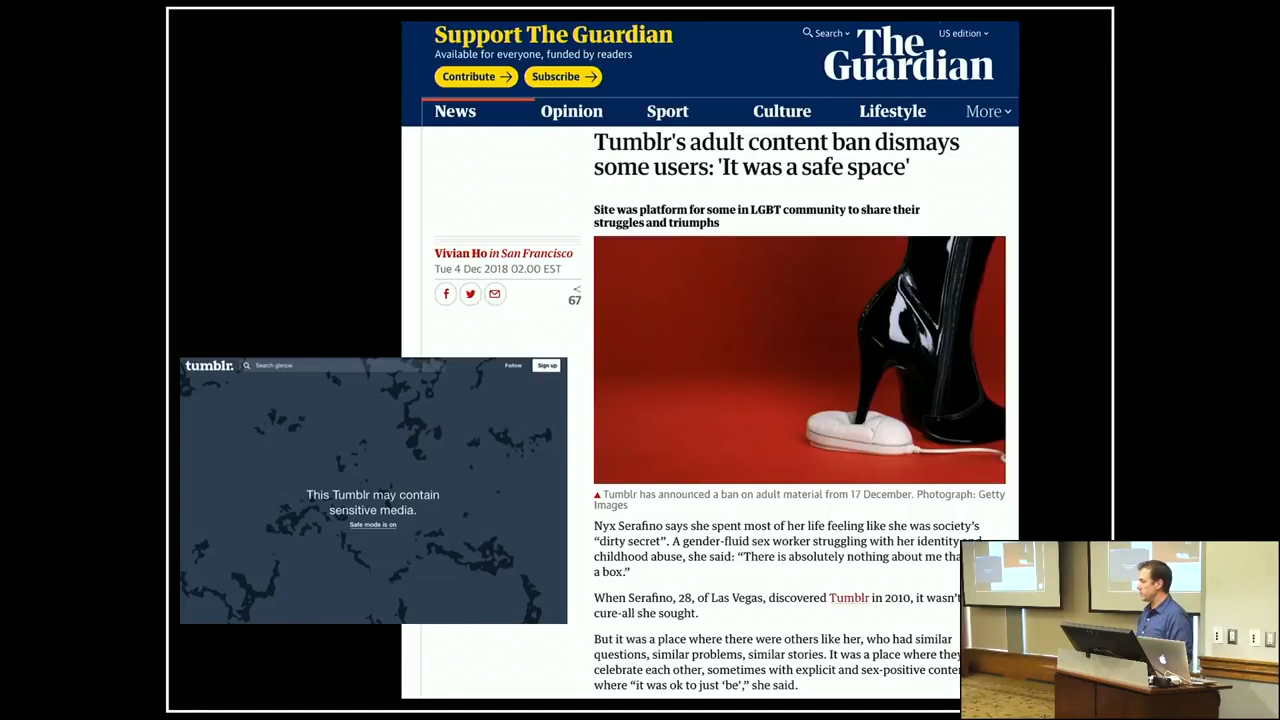 Support The Guardian
Available for everyone, funded by readers
Contribute
Subscribe
Search
US edition
The
Guardian
News
Opinion
Sport
Culture
Lifestyle
More
Tumblr's adult content ban dismays
some users: 'It was a safe space'
Site was platform for some in LGBT community to share their
struggles and triumphs
Vivian Ho in San Francisco
Tue 4 Dec 2018 02.00 EST
67
Tumblr has announced a ban on adult material from 17 December. Photograph: Getty
Images
Nyx Serafino says she spent most of her life feeling like she was society's
“dirty secret”. A gender-fluid sex worker struggling with her identity and
childhood abuse, she said: “There is absolutely nothing about me tha
a box.”
When Serafino, 28, of Las Vegas, discovered Tumblr in 2010, it wasn't
cure-all she sought.
But it was a place where there were others like her, who had similar
questions, similar problems, similar stories. It was a place where they
celebrate each other, sometimes with explicit and sex-positive conte
where “it was ok to just ‘be’,” she said.
tumblr.
Search glerpie
Follow
Sign up
This Tumblr may contain
sensitive media.
Safe mode is on